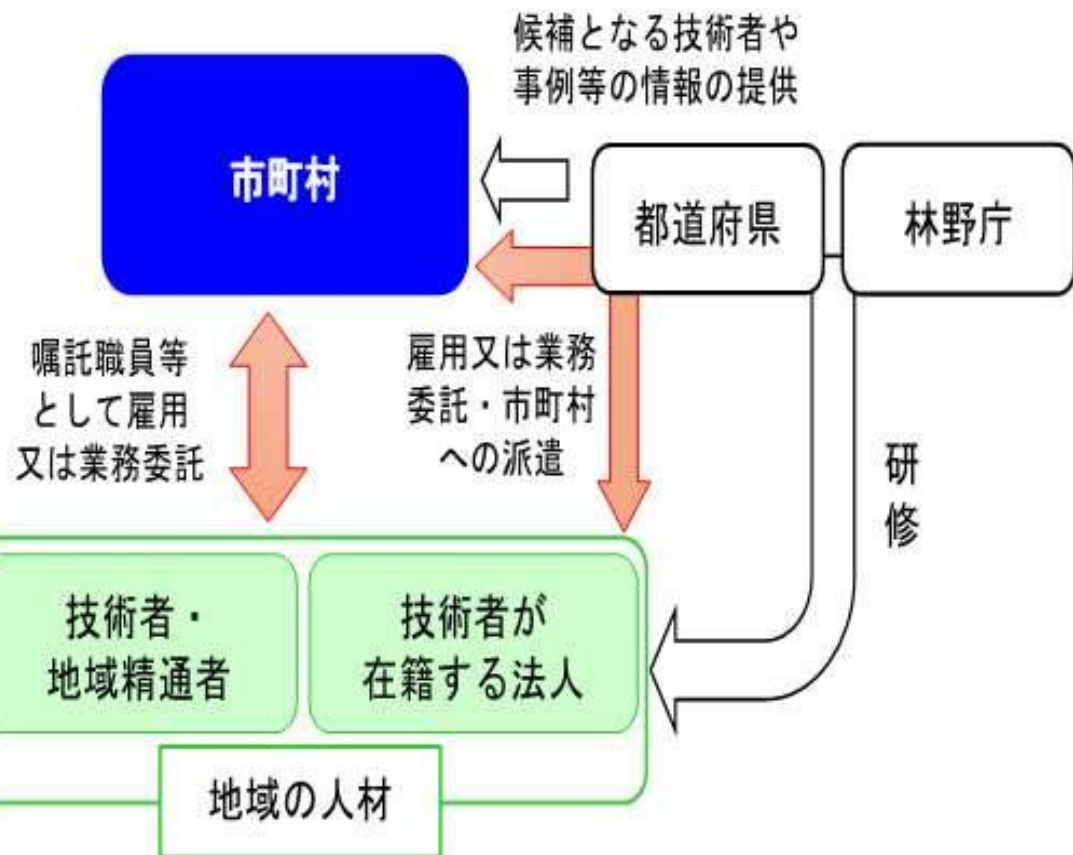 候補となる技術者や
事例等の情報の提供
市町村
都道府県
林野庁
嘱託職員等
として雇用
又は業務委託
雇用又は業務
委託・市町村
への派遣
研
修
技術者・
地域精通者
技術者が
在籍する法人
地域の人材